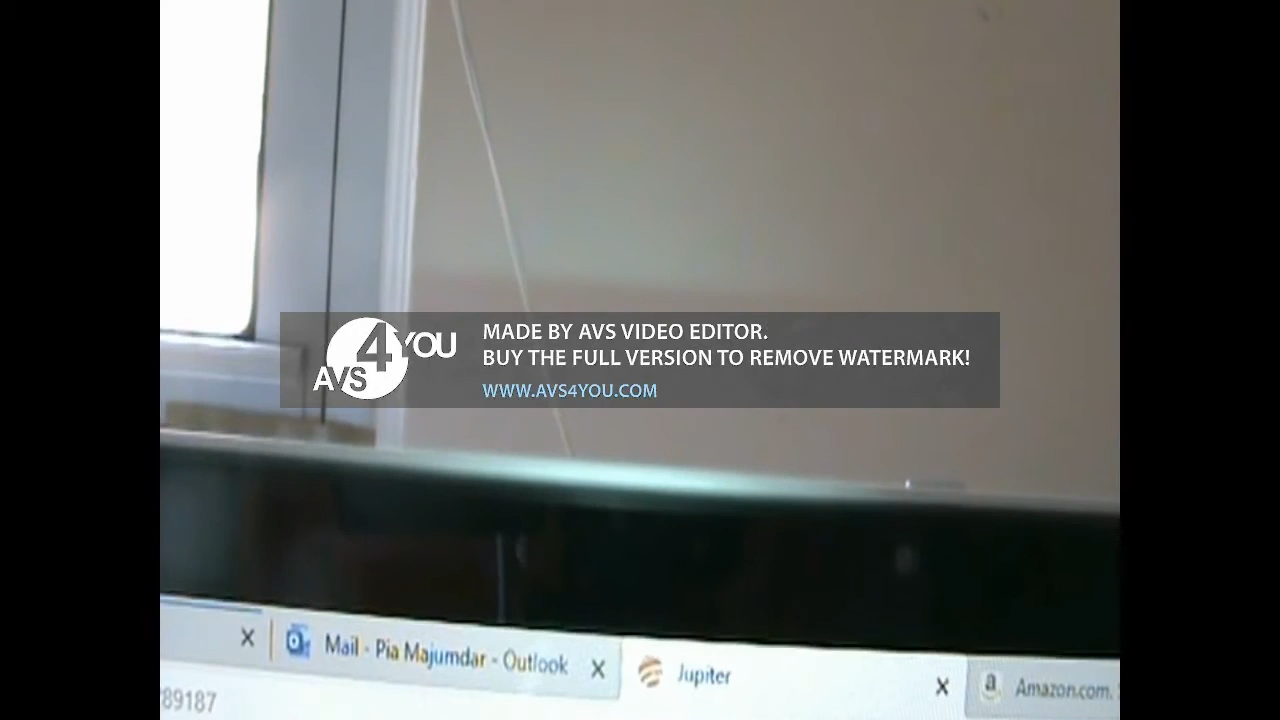 AVS4YOU
MADE BY AVS VIDEO EDITOR.
BUY THE FULL VERSION TO REMOVE WATERMARK!
WWW.AVS4YOU.COM
Mail - Pia Majumdar - Outlook
Jupiter
Amazon.com.
89187